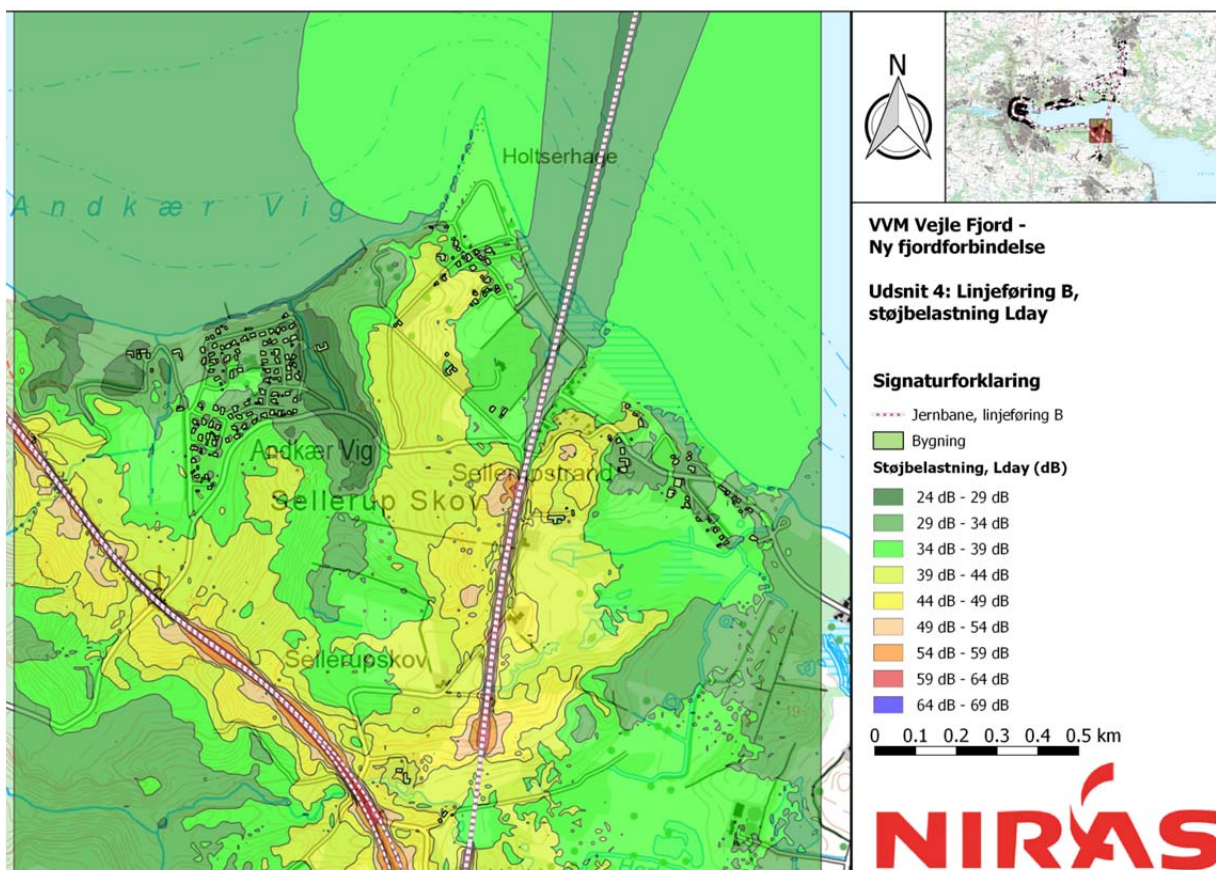 Holtserhage
Andkær Vig
Andkær Vig
Sellerupstrand
Sellerup Skov
Sellerupskov
N
VVM Vejle Fjord -
Ny fjordforbindelse
Udsnit 4: Linjeføring B,
støjbelastning Lday
Signaturforklaring
Jernbane, linjeføring B
Bygning
Støjbelastning, Lday (dB)
24 dB - 29 dB
29 dB - 34 dB
34 dB - 39 dB
39 dB - 44 dB
44 dB - 49 dB
49 dB - 54 dB
54 dB - 59 dB
59 dB - 64 dB
64 dB - 69 dB
0 0.1 0.2 0.3 0.4 0.5 km
NIRAS